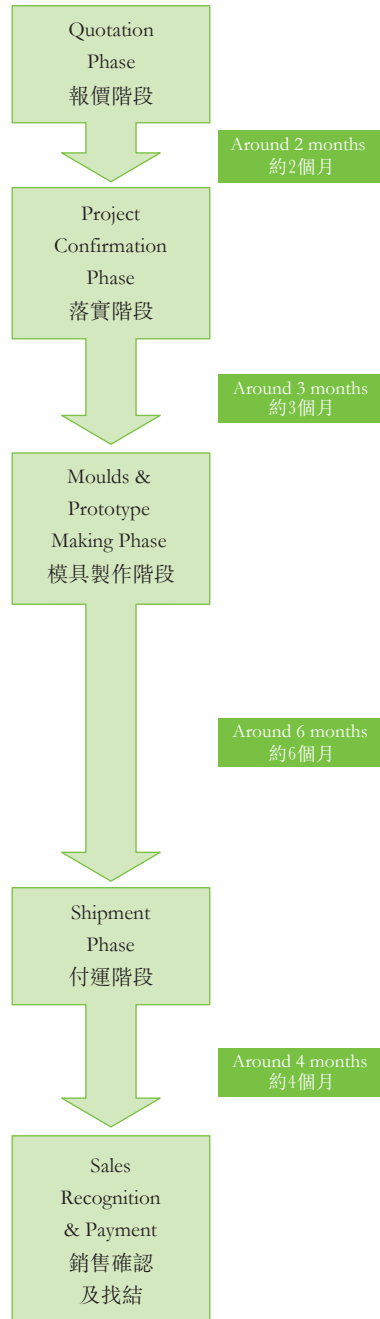 Quotation
Phase
報價階段
Around 2 months
約2個月
Project
Confirmation
Phase
落實階段
Around 3 months
約3個月
Moulds &
Prototype
Making Phase
模具製作階段
Around 6 months
約6個月
Shipment
Phase
付運階段
Around 4 months
約4個月
Sales
Recognition
& Payment
銷售確認
及找結